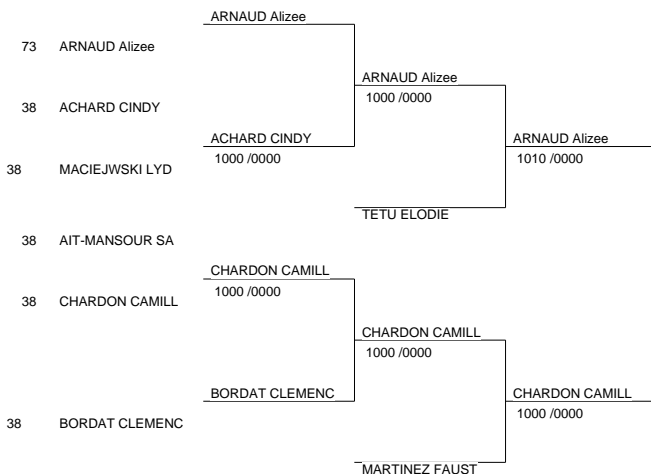 ARNAUD Alizee
73 ARNAUD Alizee
ARNAUD Alizee
1000 /0000
38 ACHARD CINDY
ACHARD CINDY
1000 /0000
ARNAUD Alizee
1010 /0000
38 MACIEJWSKI LYD
TETU ELODIE
38 AIT-MANSOUR SA
CHARDON CAMILL
1000 /0000
38 CHARDON CAMILL
CHARDON CAMILL
1000 /0000
BORDAT CLEMENC
CHARDON CAMILL
1000 /0000
38 BORDAT CLEMENC
MARTINEZ FAUST